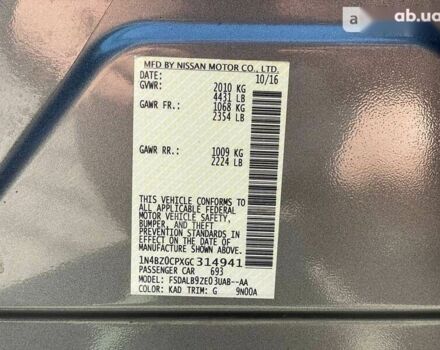 a ab.ua
MFD BY NISSAN MOTOR CO., LTD.
DATE: 10/16
GVWR: 2010 KG
4431 LB
GAWR FR: 1068 KG
2354 LB
GAWR RR: 1009 KG
2224 LB
THIS VEHICLE CONFORMS TO ALL
APPLICABLE FEDERAL
MOTOR VEHICLE SAFETY,
BUMPER, AND THEFT
PREVENTION STANDARDS
IN EFFECT ON THE DATE OF
MANUFACTURE SHOWN ABOVE.
1N4BZ0CPXGC314941
PASSENGER CAR 693
MODEL: FSDALB9ZE03UAB--AA
COLOR: KAD TRIM: G 9N00A